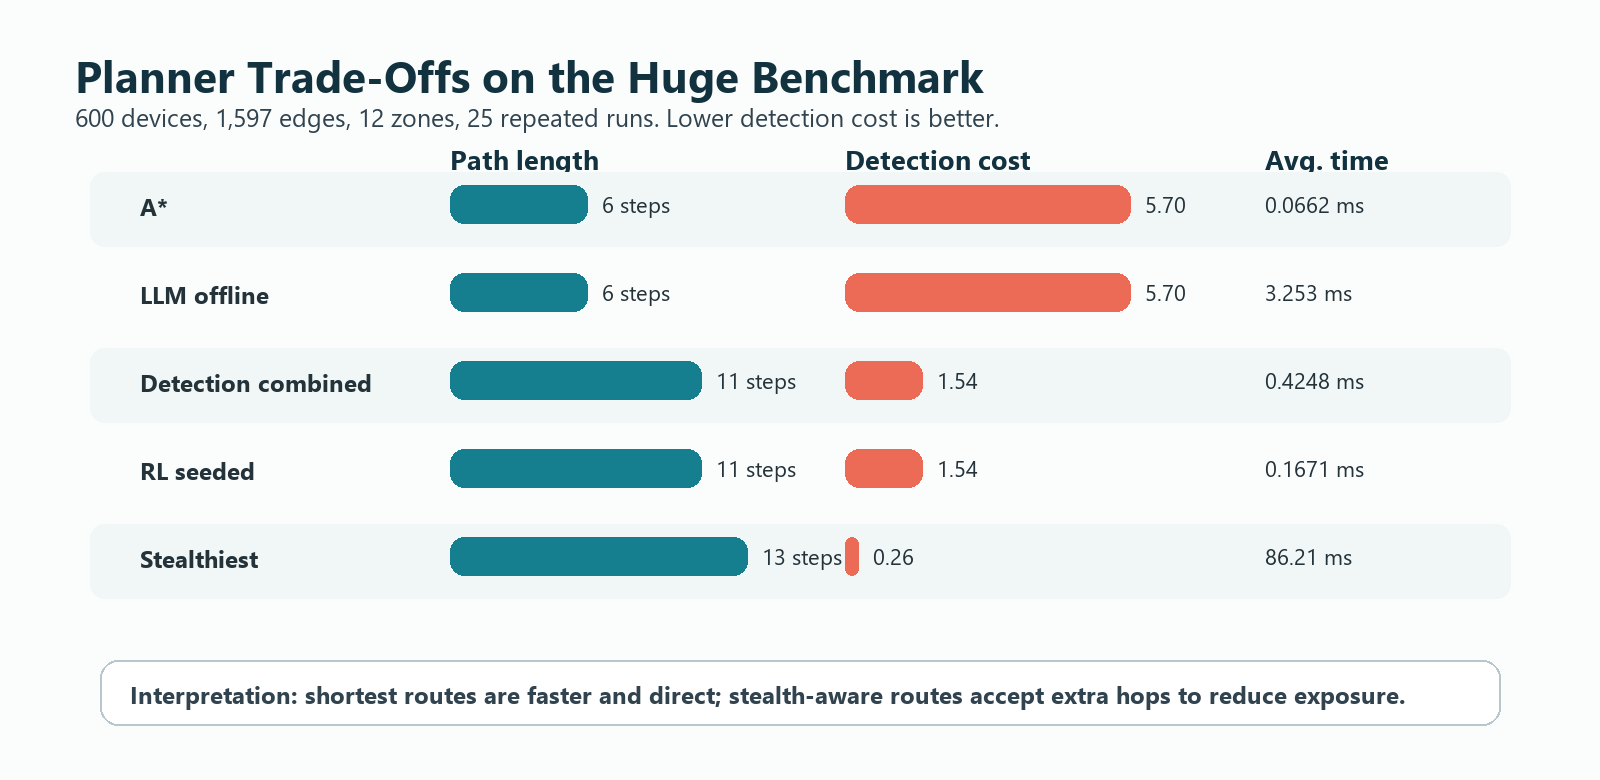 Planner Trade-Offs on the Huge Benchmark
600 devices, 1,597 edges, 12 zones, 25 repeated runs. Lower detection cost is better.
Path length Detection cost Avg. time
A* 6 steps 5.70 0.0662 ms
LLM offline 6 steps 5.70 3.253 ms
Detection combined 11 steps 1.54 0.4248 ms
RL seeded 11 steps 1.54 0.1671 ms
Stealthiest 13 steps 0.26 86.21 ms
Interpretation: shortest routes are faster and direct; stealth-aware routes accept extra hops to reduce exposure.